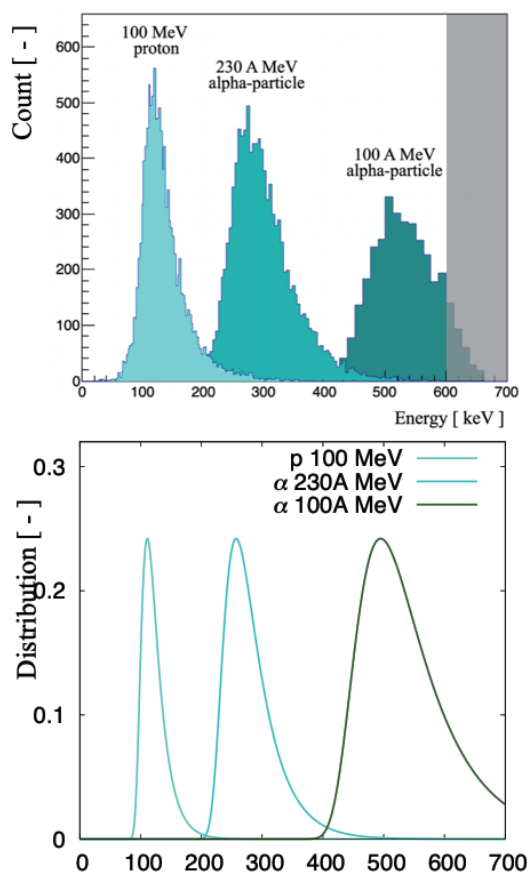 Count [ - ]
600
500
400
300
200
100
0
100 MeV
proton
230 A MeV
alpha-particle
100 A MeV
alpha-particle
0 100 200 300 400 500 600 700
Energy [ keV ]
Distribution [ - ]
0.3
0.2
0.1
0
p 100 MeV
α 230A MeV
α 100A MeV
0 100 200 300 400 500 600 700